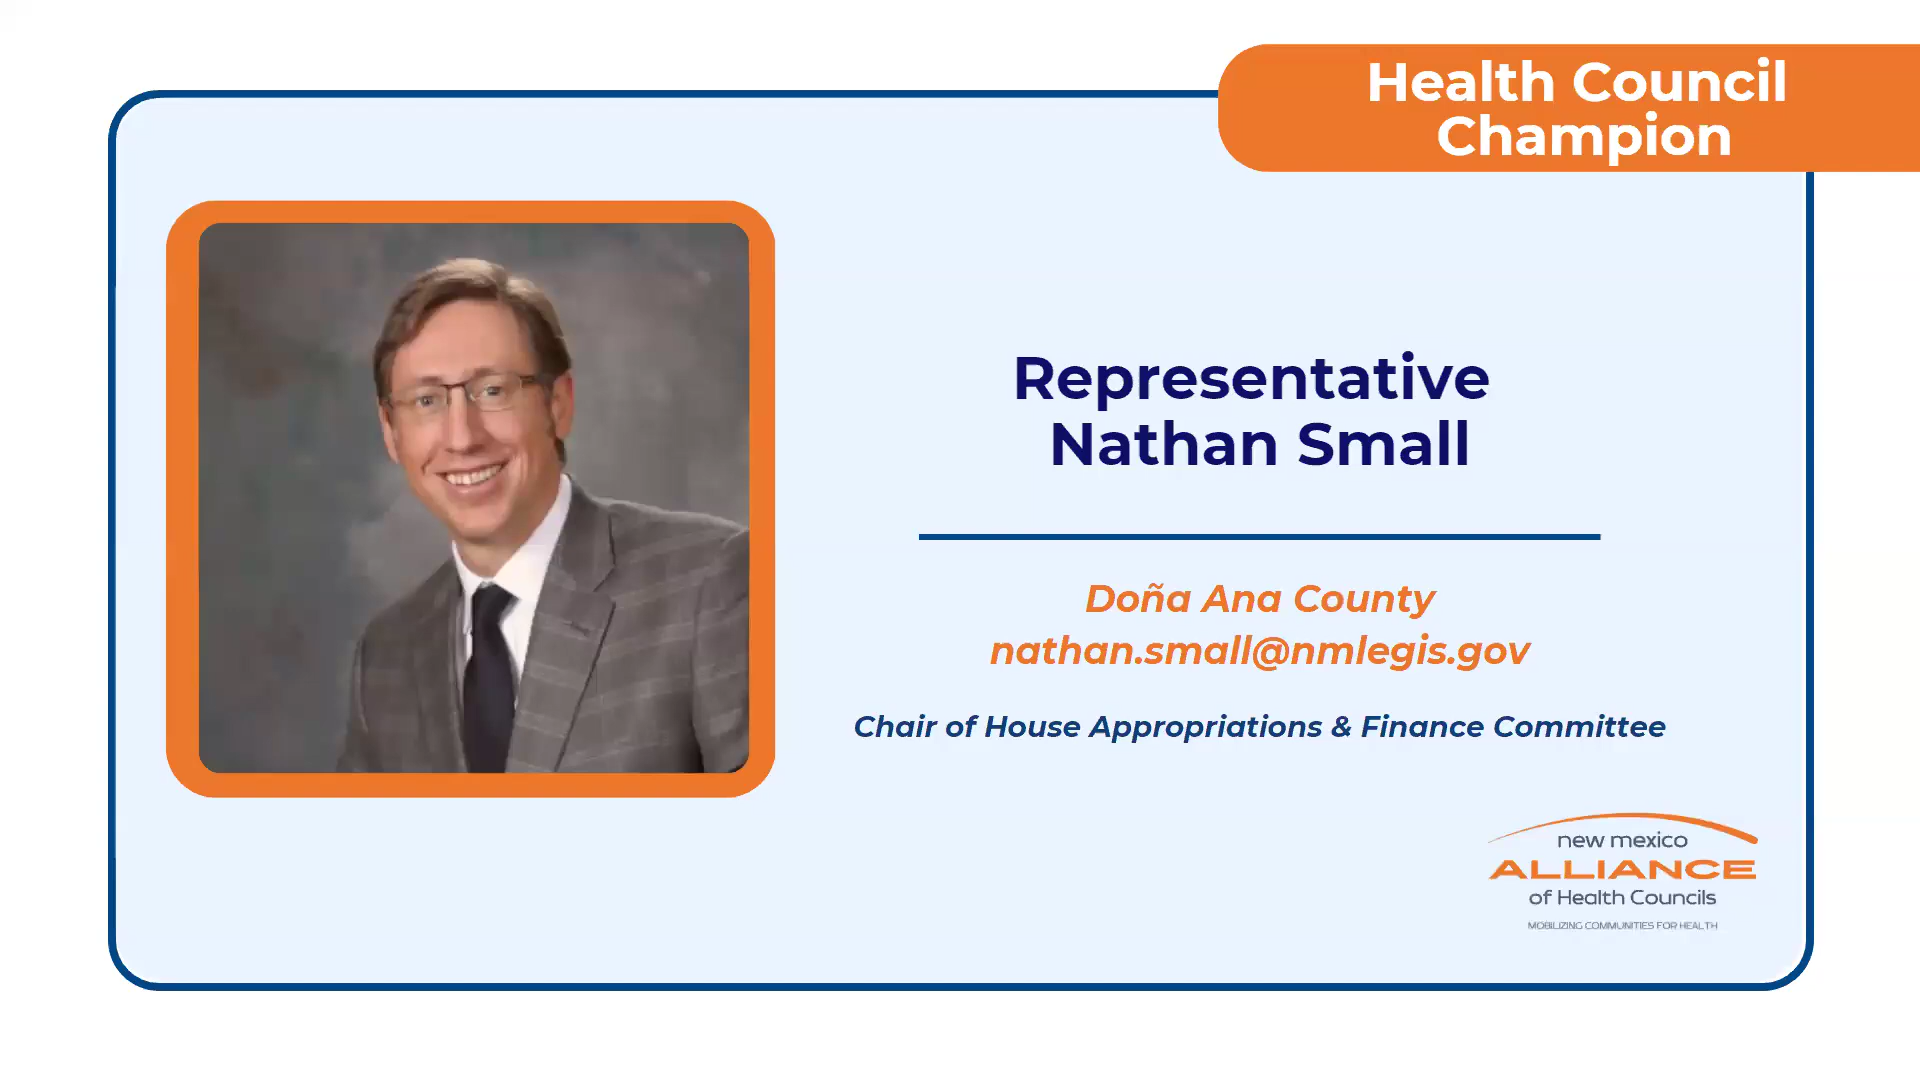 Health Council
Champion
Representative
Nathan Small
Doña Ana County
nathan.small@nmlegis.gov
Chair of House Appropriations & Finance Committee
new mexico
ALLIANCE
of Health Councils
MOBILIZING COMMUNITIES FOR HEALTH